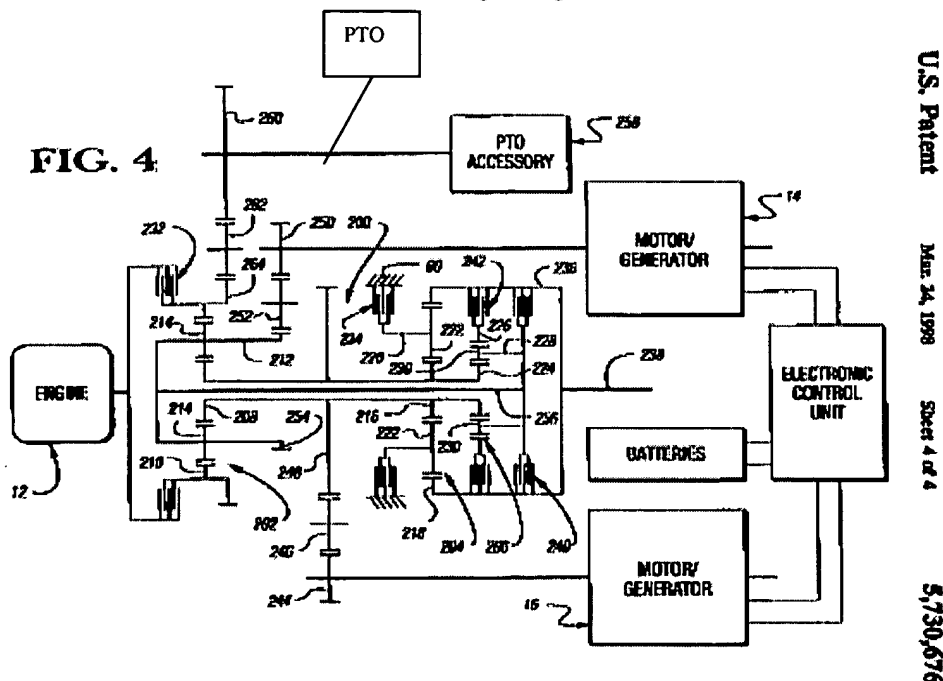 PTO
260
FIG. 4
PTO
ACCESSORY
258
262
250
200
14
232
264
60
242
236
MOTOR/
GENERATOR
214
252
234
222
226
228
212
220
230
224
238
ENGINE
ELECTRONIC
CONTROL
UNIT
214
208
254
216
256
222
230
BATTERIES
210
248
12
202
218
204
206
240
246
MOTOR/
GENERATOR
244
16
U.S. Patent
Mar. 24, 1998
Sheet 4 of 4
5,730,676